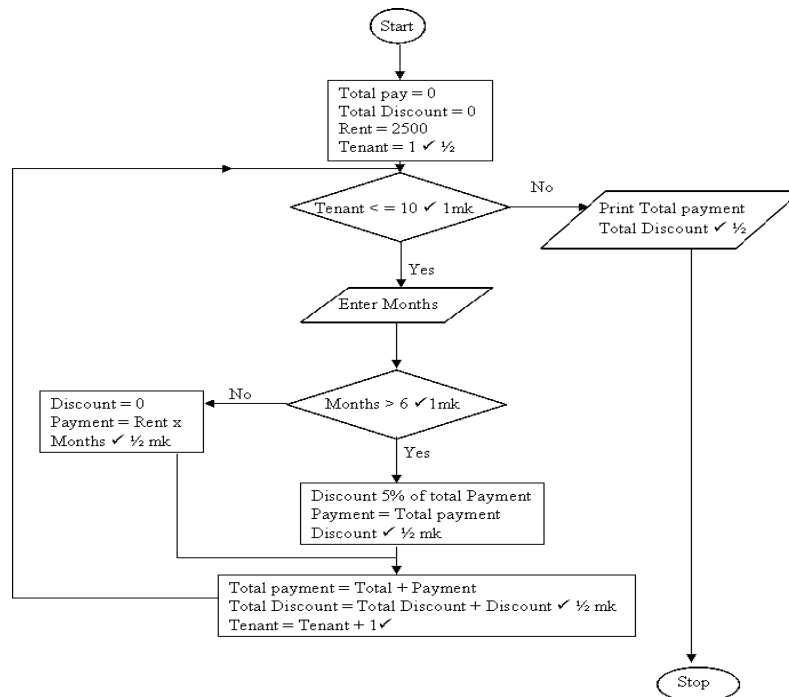 Start
Total pay = 0
Total Discount = 0
Rent = 2500
Tenant = 1 ✓ ½
Tenant < = 10 ✓ 1mk
No
Print Total payment
Total Discount ✓ ½
Yes
Enter Months
Months > 6 ✓1mk
No
Discount = 0
Payment = Rent x
Months ✓ ½ mk
Yes
Discount 5% of total Payment
Payment = Total payment
Discount ✓ ½ mk
Total payment = Total + Payment
Total Discount = Total Discount + Discount ✓ ½ mk
Tenant = Tenant + 1✓
Stop